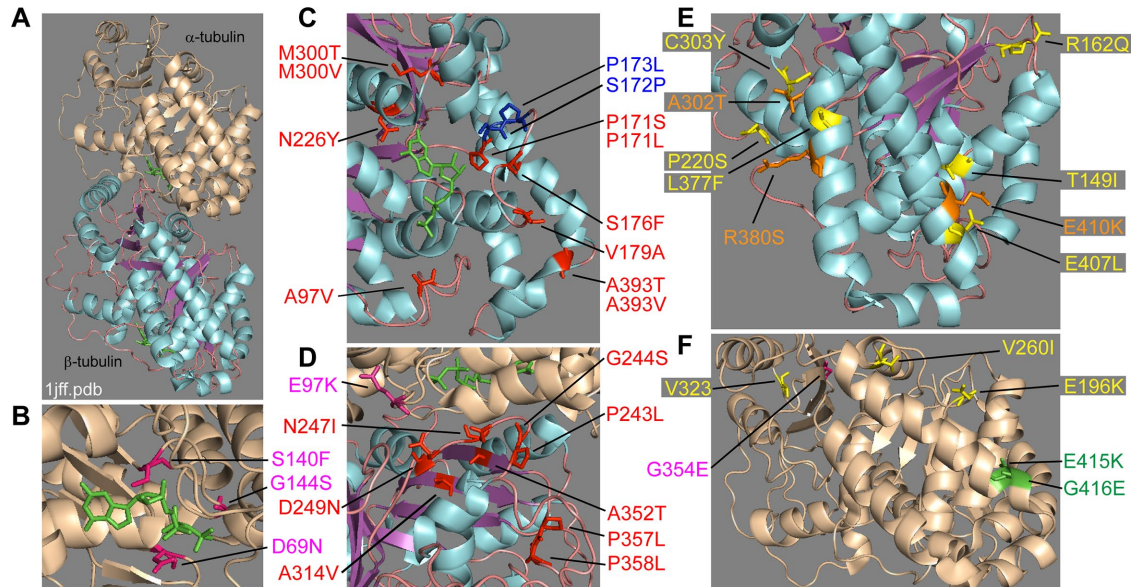 A
α-tubulin
β-tubulin
1jff.pdb
B
S140F
G144S
D69N
C
M300T
M300V
N226Y
A97V
P173L
S172P
P171S
P171L
S176F
V179A
A393T
A393V
D
E97K
N247I
D249N
A314V
G244S
P243L
A352T
P357L
P358L
E
C303Y
A302T
P220S
L377F
R380S
R162Q
T149I
E410K
E407L
F
V323
G354E
V260I
E196K
E415K
G416E